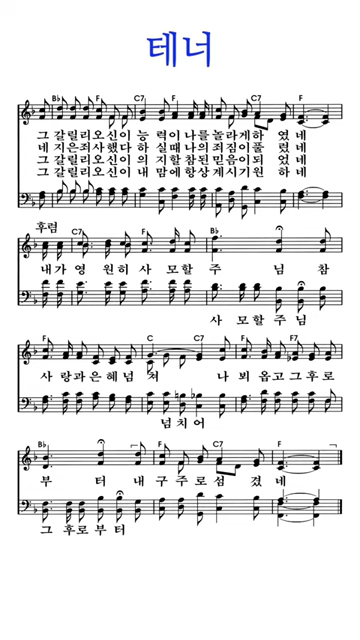 테너
B♭ F C7 F
그 갈릴리오신이 능 력이 나를놀라게하 였네
네 지은죄사했다 하 실때 나의죄짐이풀 렸네
그 갈릴리오신이 의 지할 참된믿음이되 었네
그 갈릴리오신이 내 맘에 항상계시기원 하네
후렴
C7 F B♭
내가 영 원히 사 모할 주 님 참
사 모할 주 님
F C C7 F
사 랑과은혜 넘 쳐 나 뵈 옵고그후로
넘치어
B♭ F C7 F
부 터 내 구 주로 섬 겼 네
그 후로부터